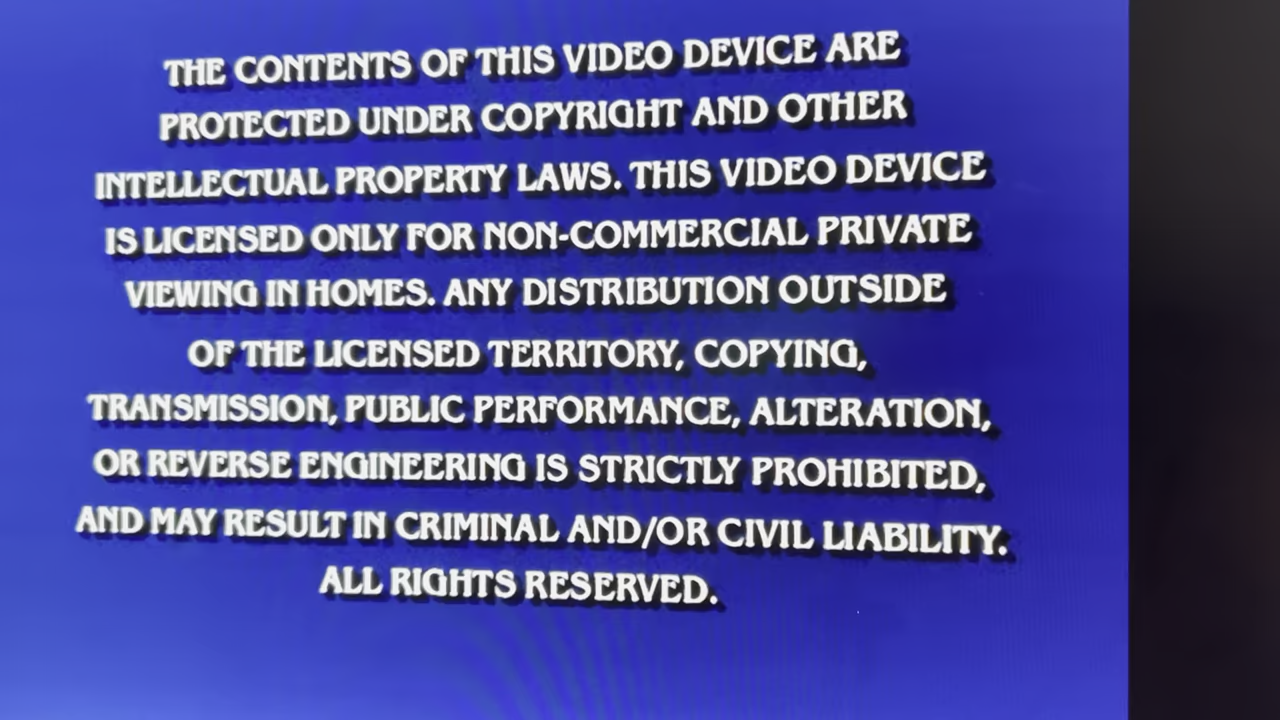 THE CONTENTS OF THIS VIDEO DEVICE ARE
PROTECTED UNDER COPYRIGHT AND OTHER
INTELLECTUAL PROPERTY LAWS. THIS VIDEO DEVICE
IS LICENSED ONLY FOR NON-COMMERCIAL PRIVATE
VIEWING IN HOMES. ANY DISTRIBUTION OUTSIDE
OF THE LICENSED TERRITORY, COPYING,
TRANSMISSION, PUBLIC PERFORMANCE, ALTERATION,
OR REVERSE ENGINEERING IS STRICTLY PROHIBITED,
AND MAY RESULT IN CRIMINAL AND/OR CIVIL LIABILITY.
ALL RIGHTS RESERVED.